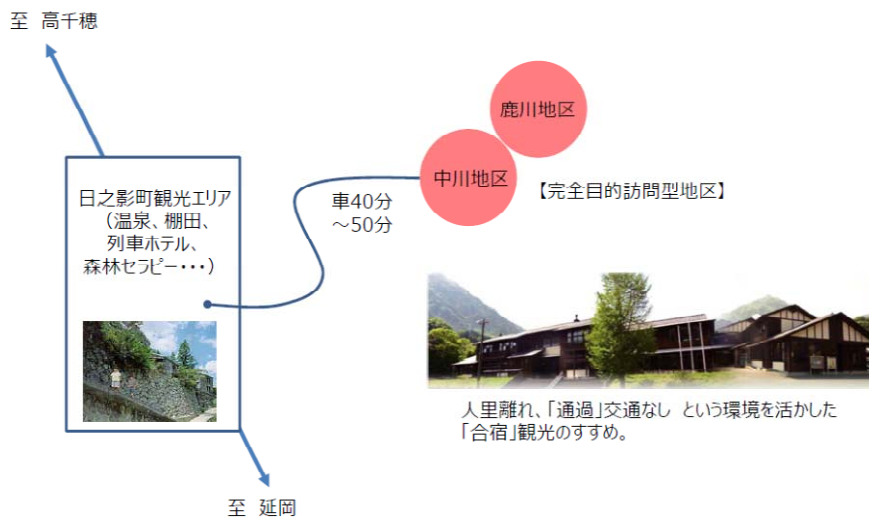 至 高千穂
鹿川地区
中川地区
日之影町観光エリア
（温泉、棚田、
列車ホテル、
森林セラピー・・・）
車40分
～50分
【完全目的訪問型地区】
人里離れ、「通過」交通なし という環境を活かした
「合宿」観光のすすめ。
至 延岡